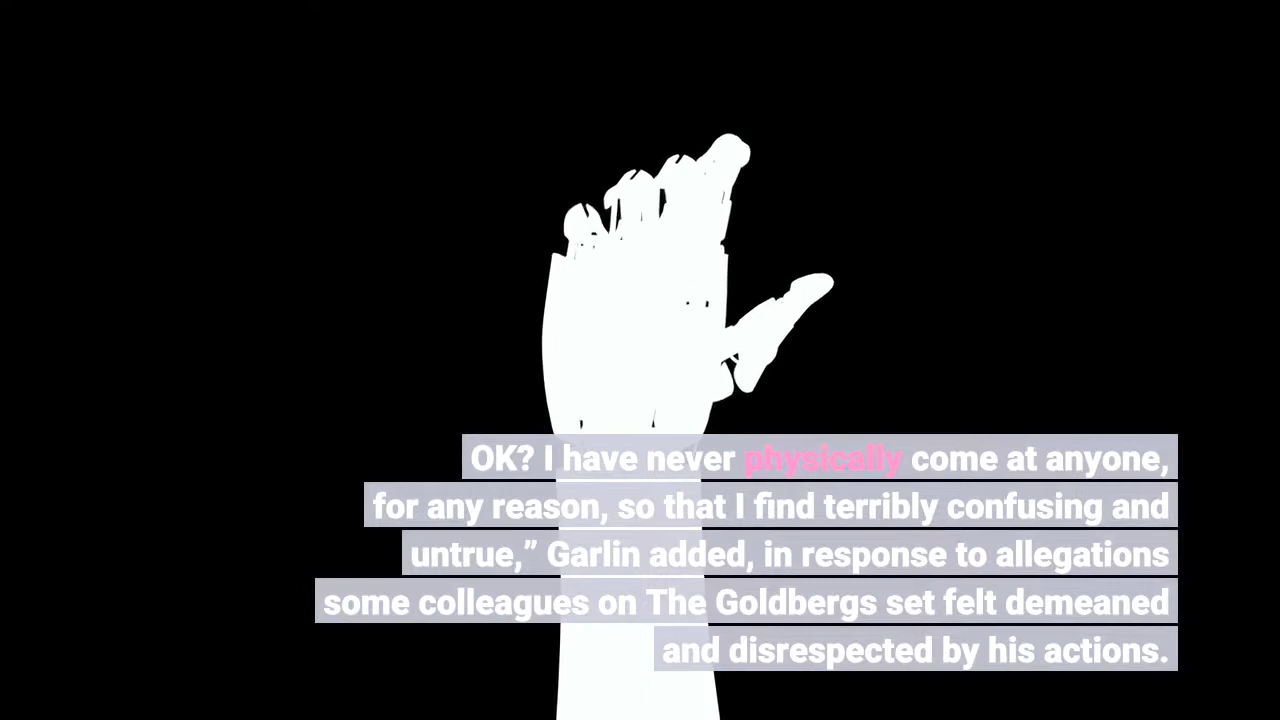 OK? I have never physically come at anyone,
for any reason, so that I find terribly confusing and
untrue,” Garlin added, in response to allegations
some colleagues on The Goldbergs set felt demeaned
and disrespected by his actions.